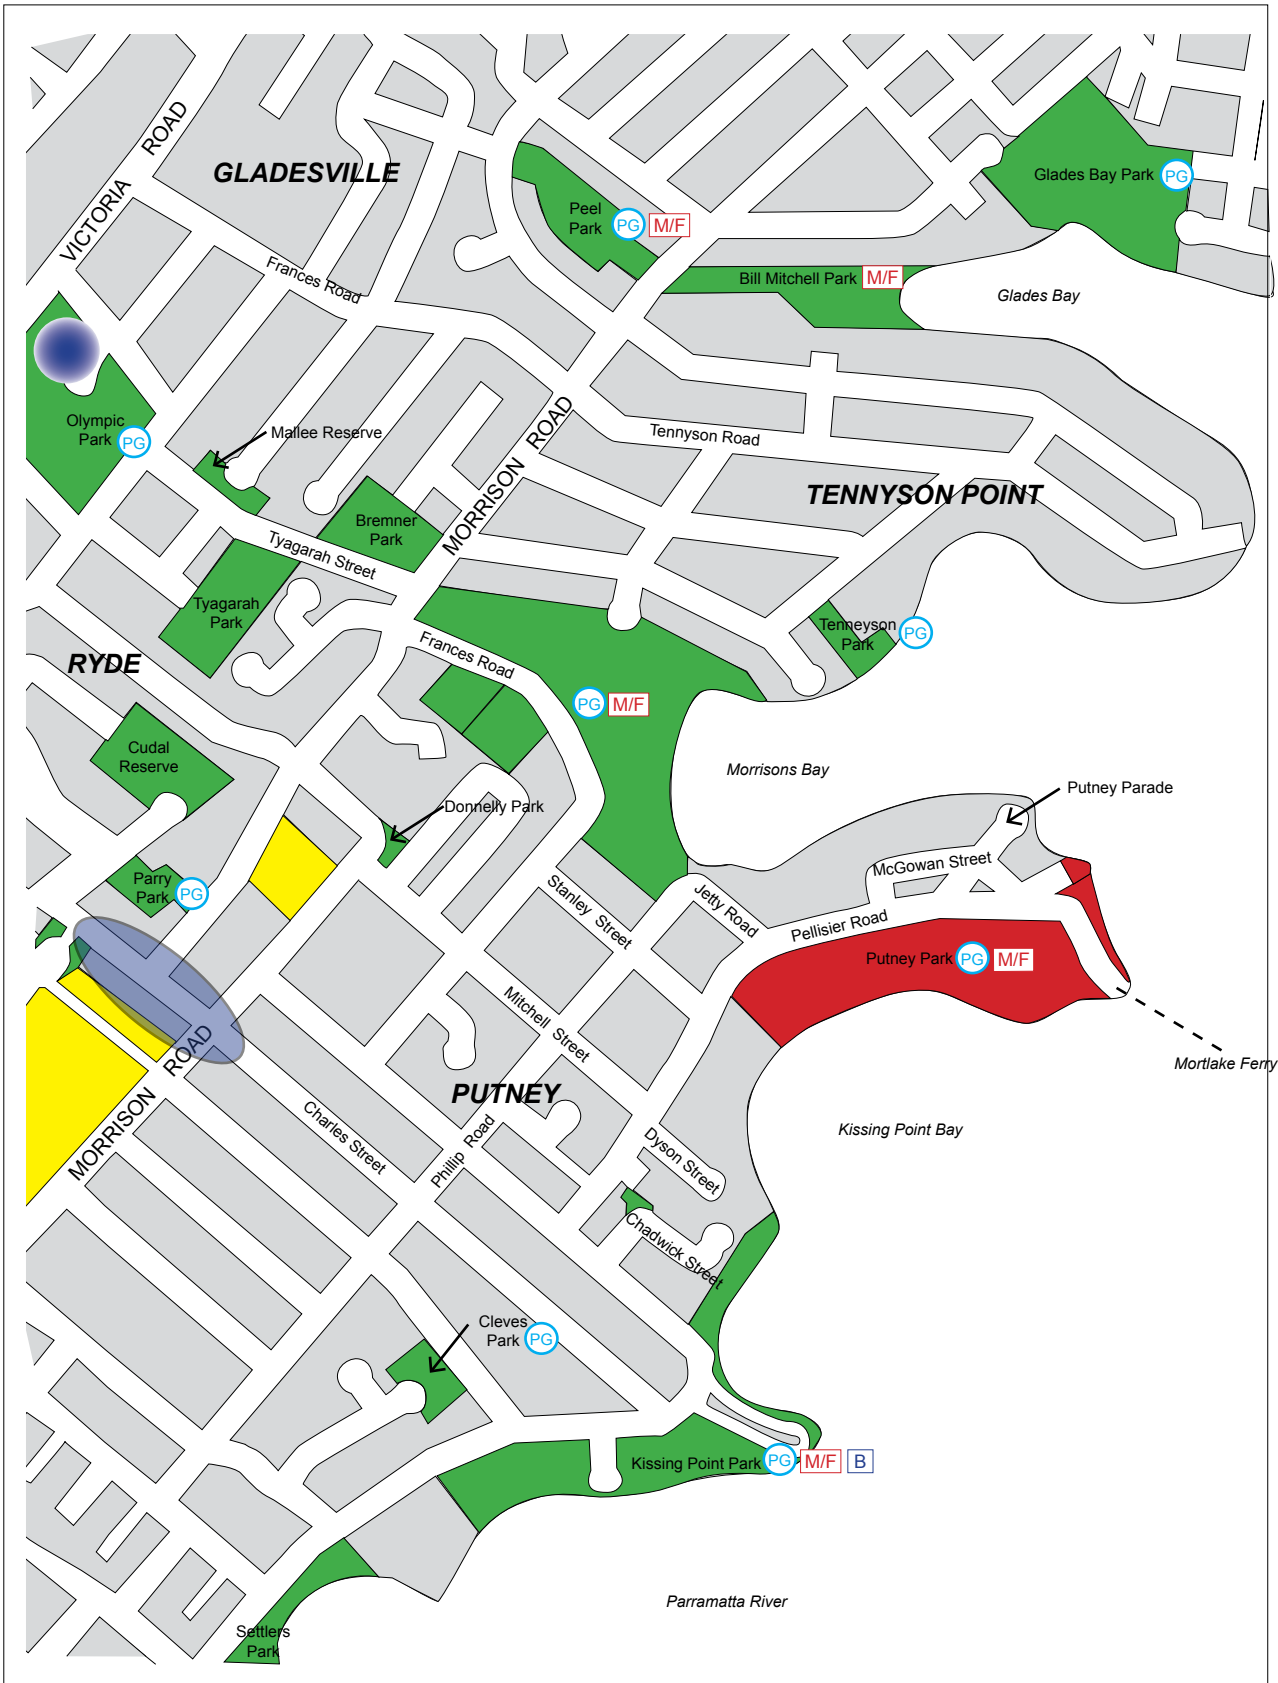 VICTORIA ROAD
GLADESVILLE
Glades Bay Park PG
Peel
Park PG M/F
Frances Road
Bill Mitchell Park M/F
Glades Bay
Olympic
Park PG
Mallee Reserve
MORRISON ROAD
Tennyson Road
TENNYSON POINT
Bremner
Park
Tyagarah Street
Tyagarah
Park
Tenneyson
Park PG
RYDE
Frances Road
PG M/F
Cudal
Reserve
Morrisons Bay
Putney Parade
Donnelly Park
McGowan Street
Parry
Park PG
Stanley Street
Jetty Road
Pellisier Road
Putney Park PG M/F
Mitchell Street
Mortlake Ferry
MORRISON ROAD
PUTNEY
Charles Street
Phillip Road
Kissing Point Bay
Dyson Street
Chadwick Street
Cleves
Park PG
Kissing Point Park PG M/F B
Parramatta River
Settlers
Park